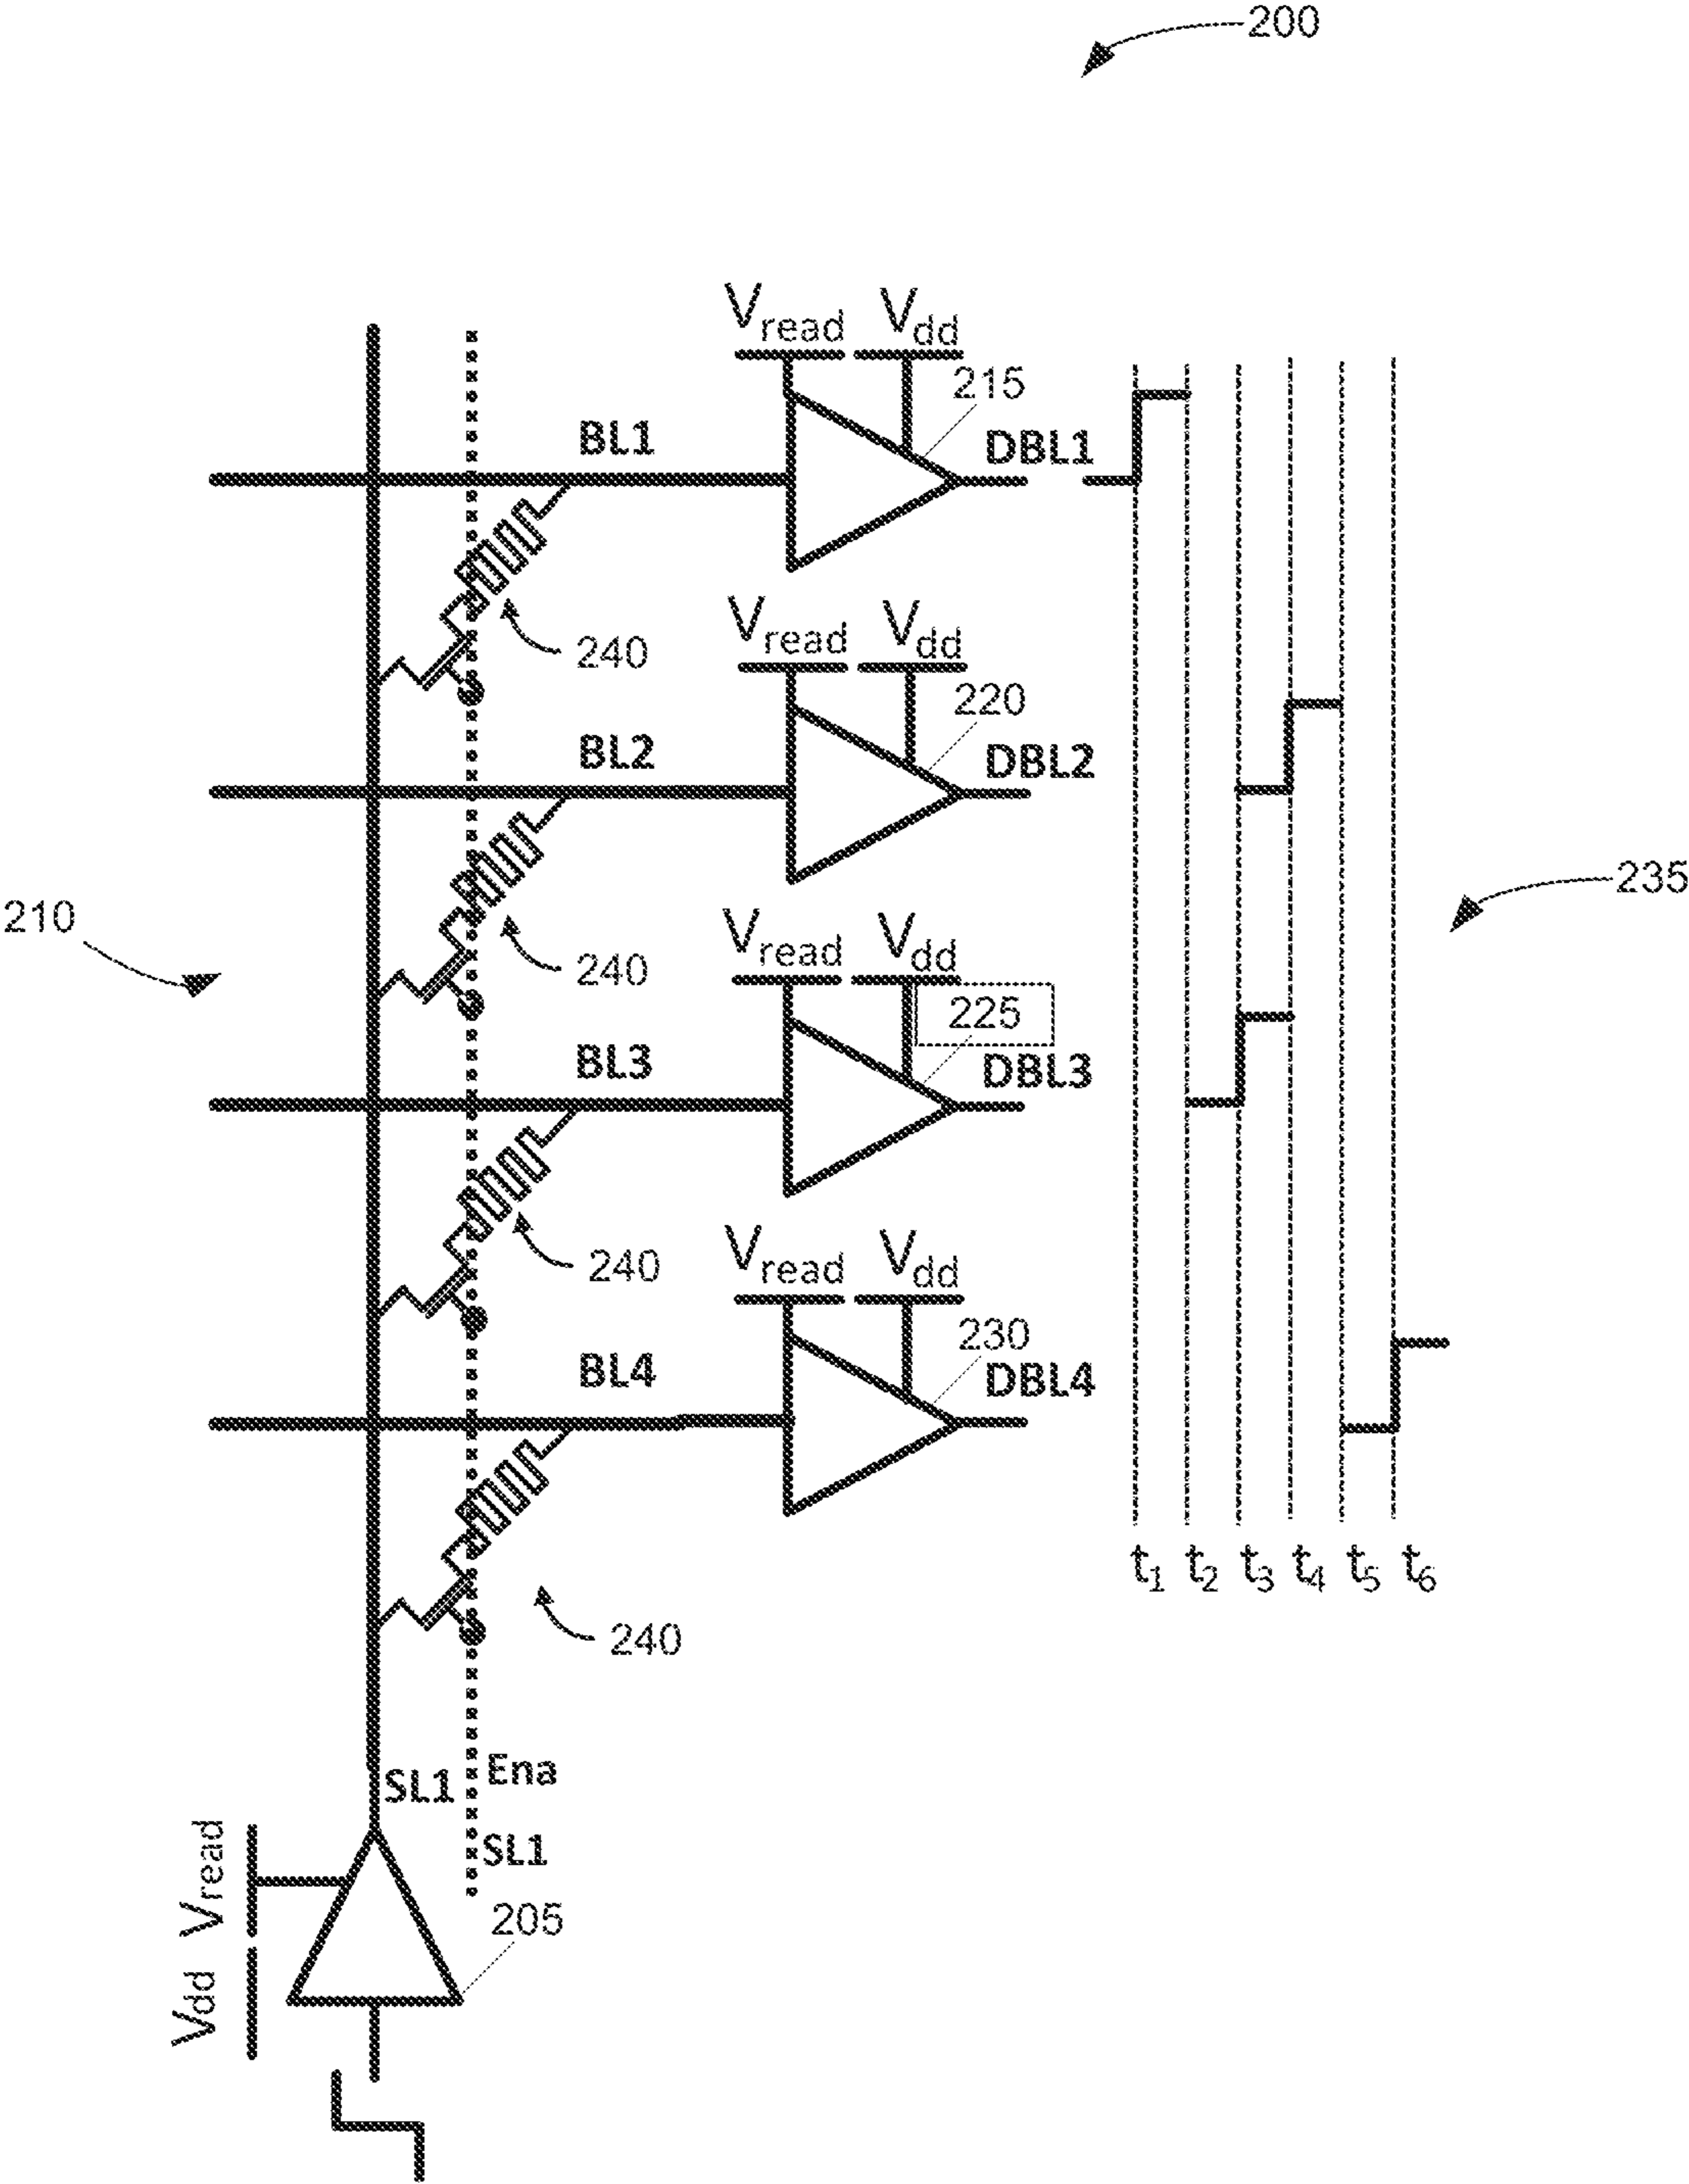 200
Vread Vdd
215
BL1
DBL1
240
Vread Vdd
220
BL2
DBL2
235
210
240
Vread Vdd
225
BL3
DBL3
240
Vread Vdd
230
BL4
DBL4
t1 t2 t3 t4 t5 t6
240
SL1
Ena
SL1
Vdd Vread
205